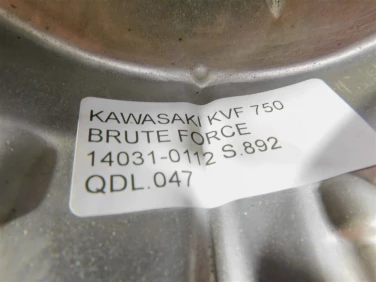 KAWASAKI KVF 750
BRUTE FORCE
14031-0112 S.892
QDL.047